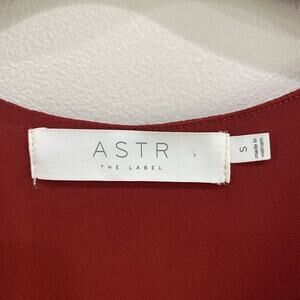 ASTR
THE LABEL
S
made in
vietnam